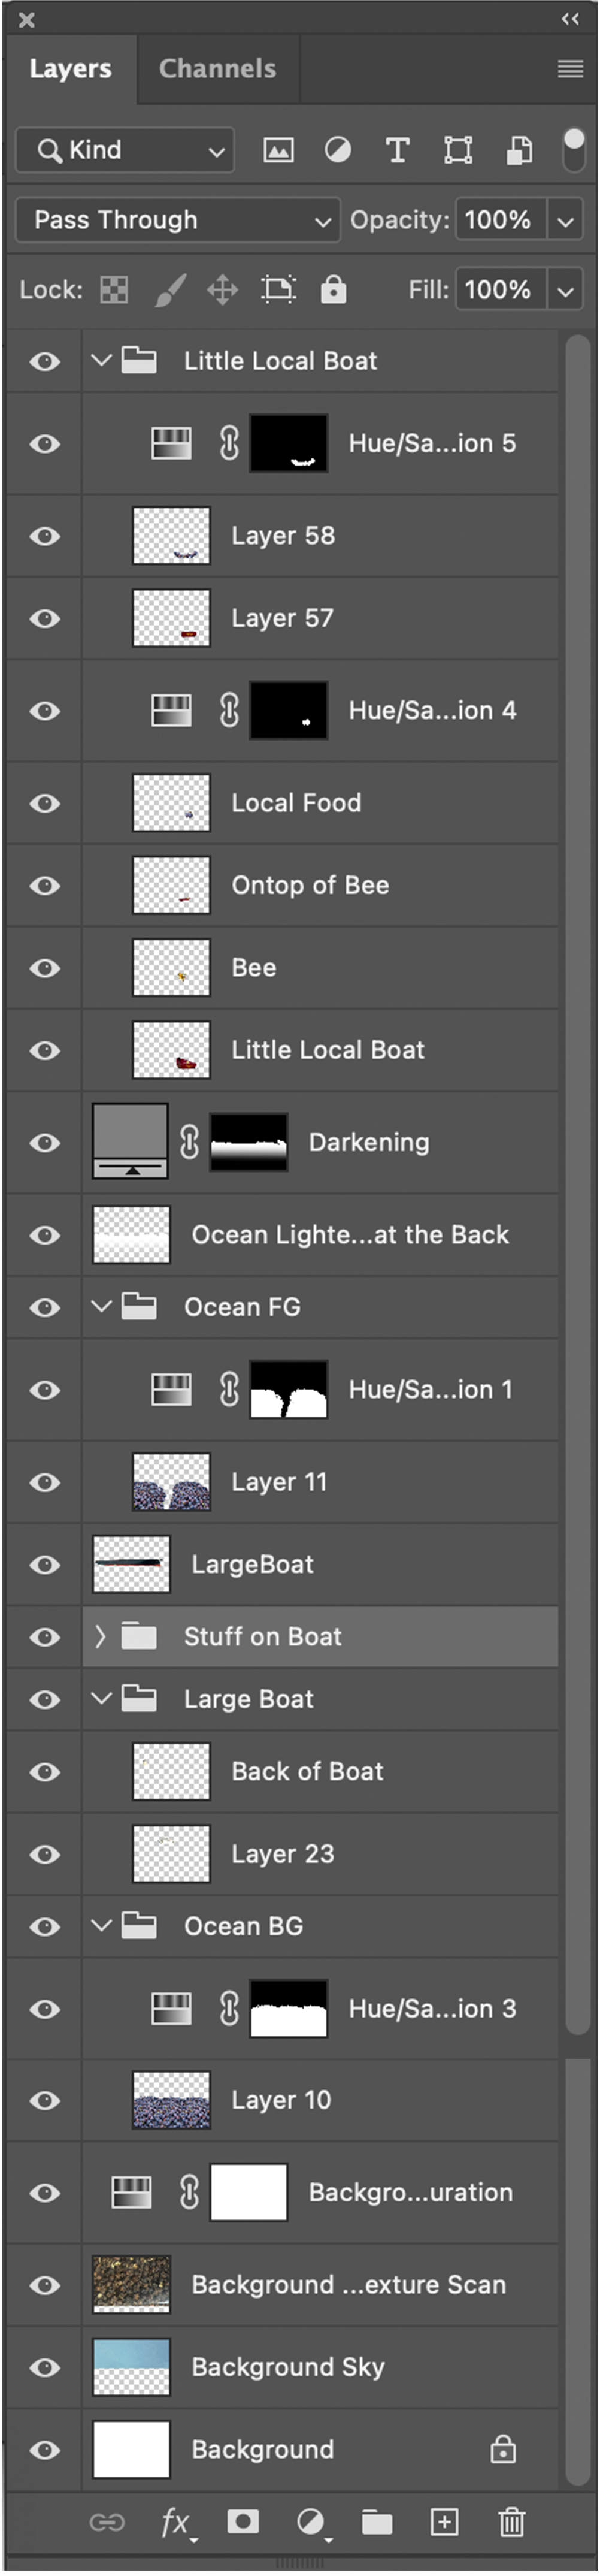 Layers
Channels
Kind
Pass Through
Opacity: 100%
Lock:
Fill: 100%
Little Local Boat
Hue/Sa...ion 5
Layer 58
Layer 57
Hue/Sa...ion 4
Local Food
Ontop of Bee
Bee
Little Local Boat
Darkening
Ocean Lighte...at the Back
Ocean FG
Hue/Sa...ion 1
Layer 11
LargeBoat
Stuff on Boat
Large Boat
Back of Boat
Layer 23
Ocean BG
Hue/Sa...ion 3
Layer 10
Backgro...uration
Background ...exture Scan
Background Sky
Background
fx